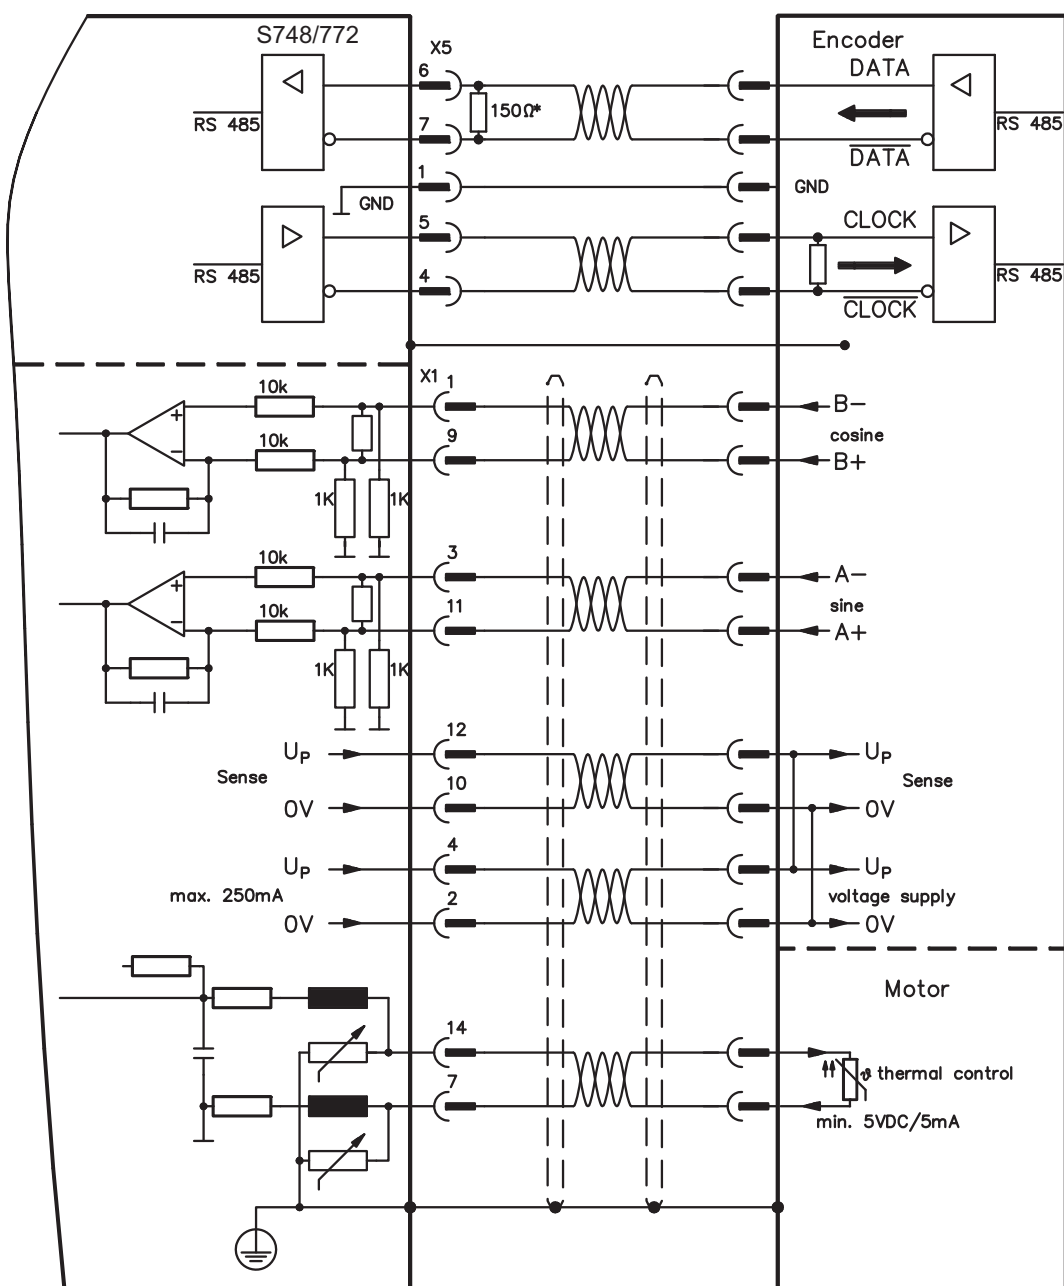 S748/772
X5
Encoder
6
DATA
RS 485
150Ω*
RS 485
7
DATA
1
GND
GND
5
CLOCK
RS 485
RS 485
4
CLOCK
X1
1
10k
B-
cosine
10k
9
B+
1K
1K
3
10k
A-
sine
10k
11
A+
1K
1K
12
UP
UP
Sense
Sense
10
0V
0V
4
UP
UP
max. 250mA
voltage supply
2
0V
0V
Motor
14
ϑ thermal control
7
min. 5VDC/5mA